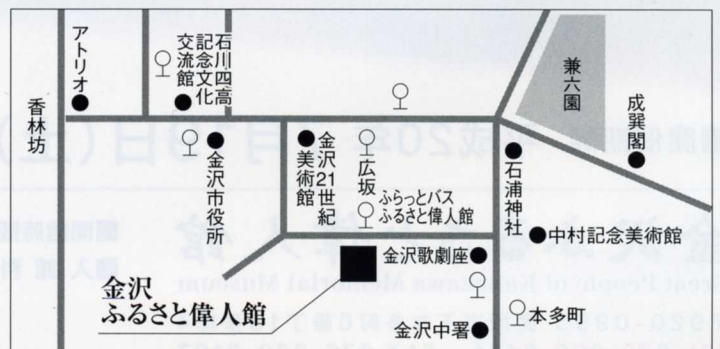 アトリオ
石川四高
記念文化
交流館
兼六園
成巽閣
香林坊
金沢市役所
金沢21世紀
美術館
広坂
ふらっとバス
ふるさと偉人館
石浦神社
中村記念美術館
金沢歌劇座
金沢
ふるさと偉人館
本多町
金沢中署